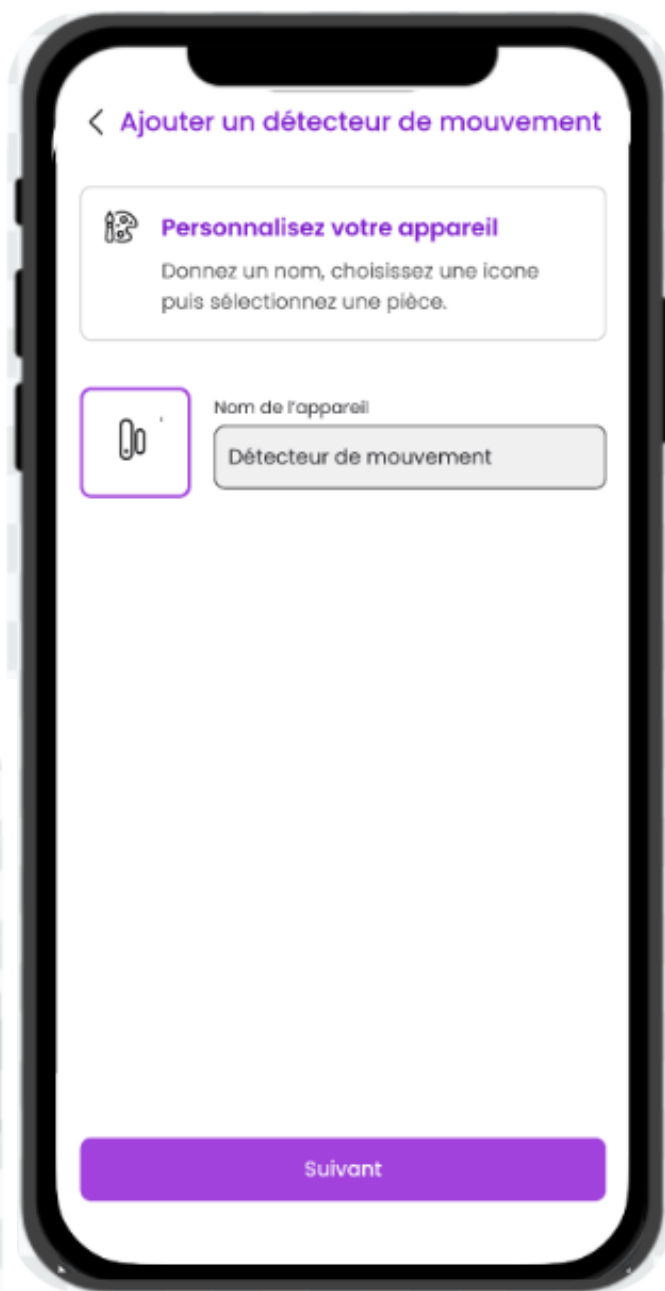 Ajouter un détecteur de mouvement
Personnalisez votre appareil
Donnez un nom, choisissez une icone
puis sélectionnez une pièce.
Nom de l'appareil
Détecteur de mouvement
Suivant